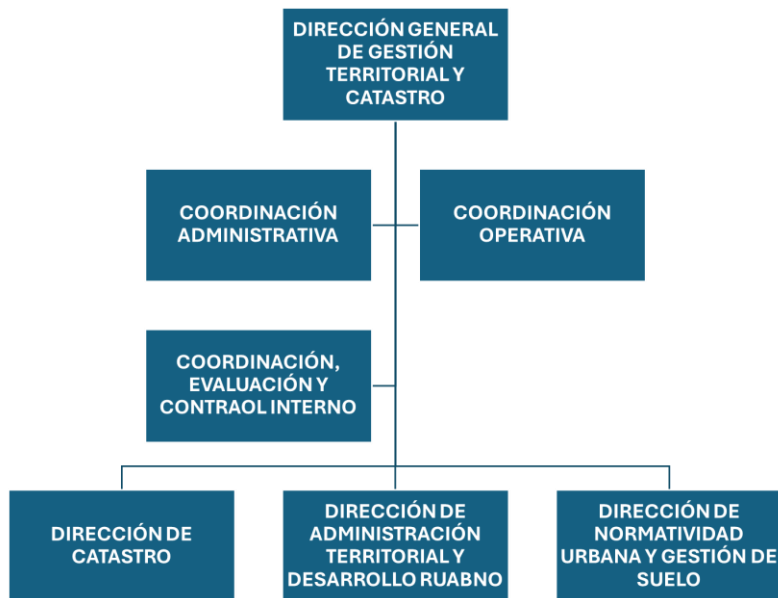 DIRECCIÓN GENERAL
DE GESTIÓN
TERRITORIAL Y
CATASTRO
COORDINACIÓN
ADMINISTRATIVA
COORDINACIÓN
OPERATIVA
COORDINACIÓN,
EVALUACIÓN Y
CONTRAOL INTERNO
DIRECCIÓN DE
CATASTRO
DIRECCIÓN DE
ADMINISTRACIÓN
TERRITORIAL Y
DESARROLLO RUABNO
DIRECCIÓN DE
NORMATIVIDAD
URBANA Y GESTIÓN DE
SUELO